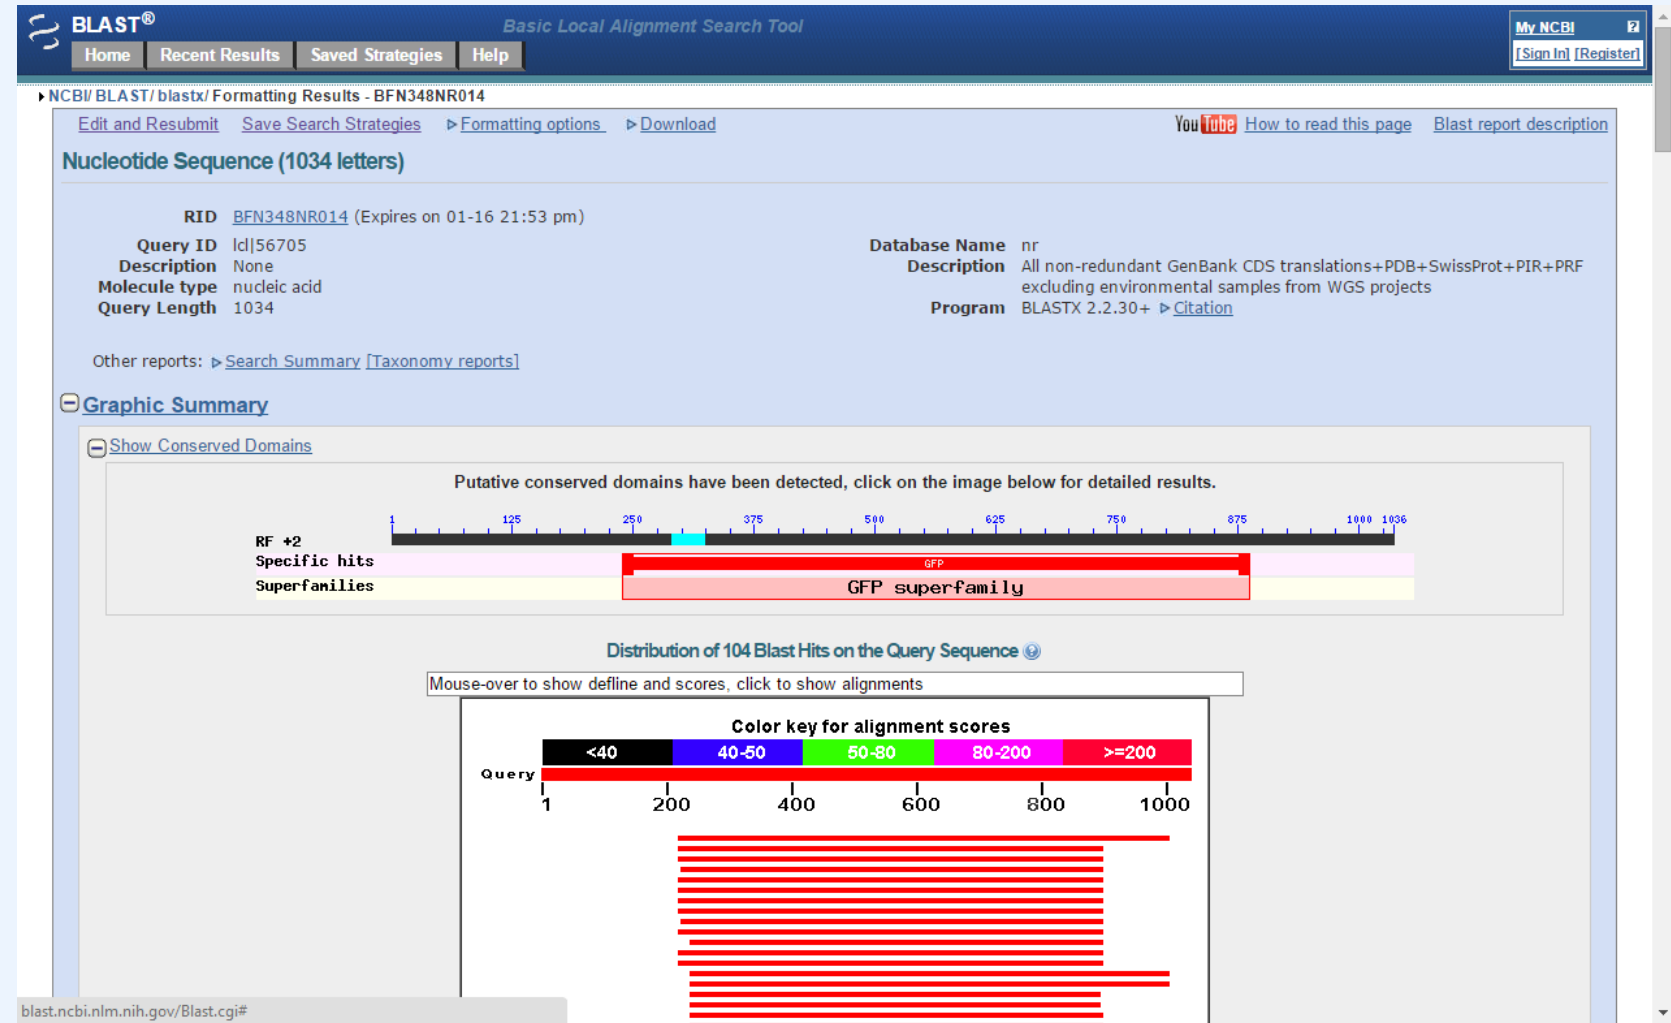 BLAST® Basic Local Alignment Search Tool
My NCBI ?
[Sign In] [Register]
Home Recent Results Saved Strategies Help
NCBI/ BLAST/ blastx/ Formatting Results - BFN348NR014
Edit and Resubmit Save Search Strategies Formatting options Download YouTube How to read this page Blast report description
Nucleotide Sequence (1034 letters)
RID BFN348NR014 (Expires on 01-16 21:53 pm)
Query ID lcl|56705
Description None
Molecule type nucleic acid
Query Length 1034
Database Name nr
Description All non-redundant GenBank CDS translations+PDB+SwissProt+PIR+PRF
excluding environmental samples from WGS projects
Program BLASTX 2.2.30+ Citation
Other reports: Search Summary [Taxonomy reports]
Graphic Summary
Show Conserved Domains
Putative conserved domains have been detected, click on the image below for detailed results.
1 125 250 375 500 625 750 875 1000 1036
RF +2
Specific hits GFP
Superfamilies GFP superfamily
Distribution of 104 Blast Hits on the Query Sequence ?
Mouse-over to show defline and scores, click to show alignments
Color key for alignment scores
<40 40-50 50-80 80-200 >=200
Query
1 200 400 600 800 1000
blast.ncbi.nlm.nih.gov/Blast.cgi#